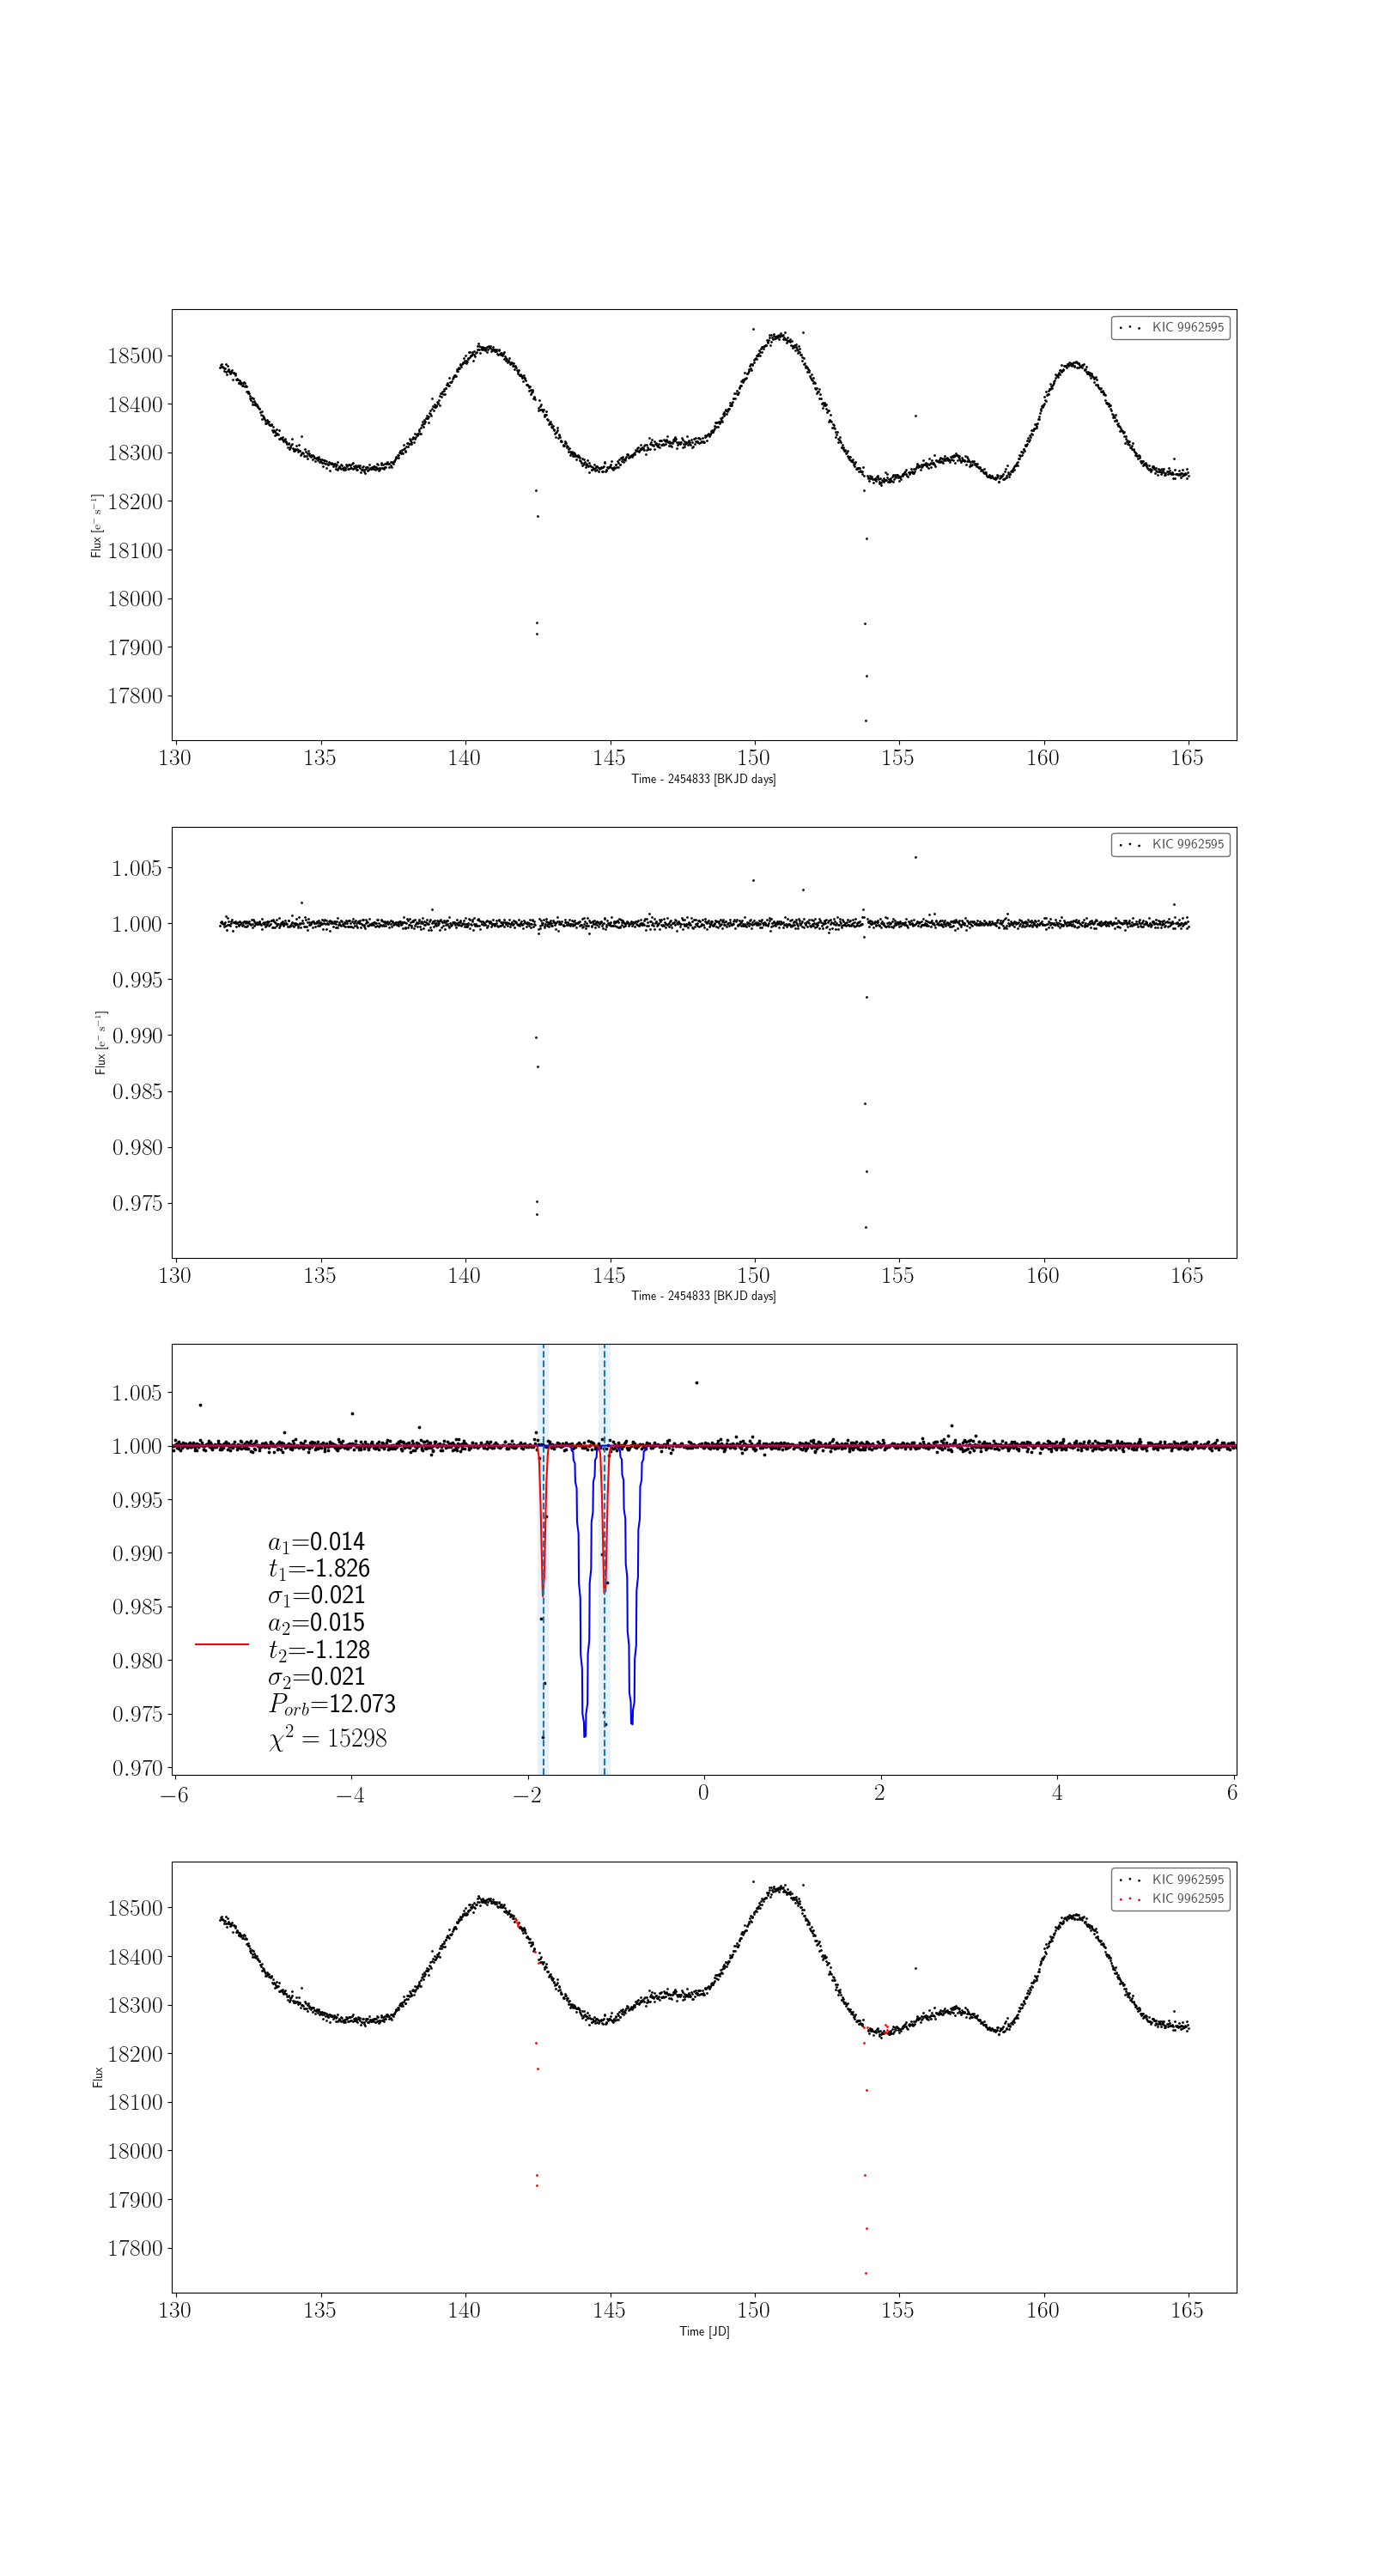 KIC 9962595
18500
18400
18300
18200
18100
18000
17900
17800
Flux [e⁻ s⁻¹]
130 135 140 145 150 155 160 165
Time - 2454833 [BKJD days]
KIC 9962595
1.005
1.000
0.995
0.990
0.985
0.980
0.975
Flux [e⁻ s⁻¹]
130 135 140 145 150 155 160 165
Time - 2454833 [BKJD days]
1.005
1.000
0.995
0.990
0.985
0.980
0.975
0.970
a₁=0.014
t₁=-1.826
σ₁=0.021
a₂=0.015
t₂=-1.128
σ₂=0.021
P_orb=12.073
χ² = 15298
−6 −4 −2 0 2 4 6
KIC 9962595
KIC 9962595
18500
18400
18300
18200
18100
18000
17900
17800
Flux
130 135 140 145 150 155 160 165
Time [JD]